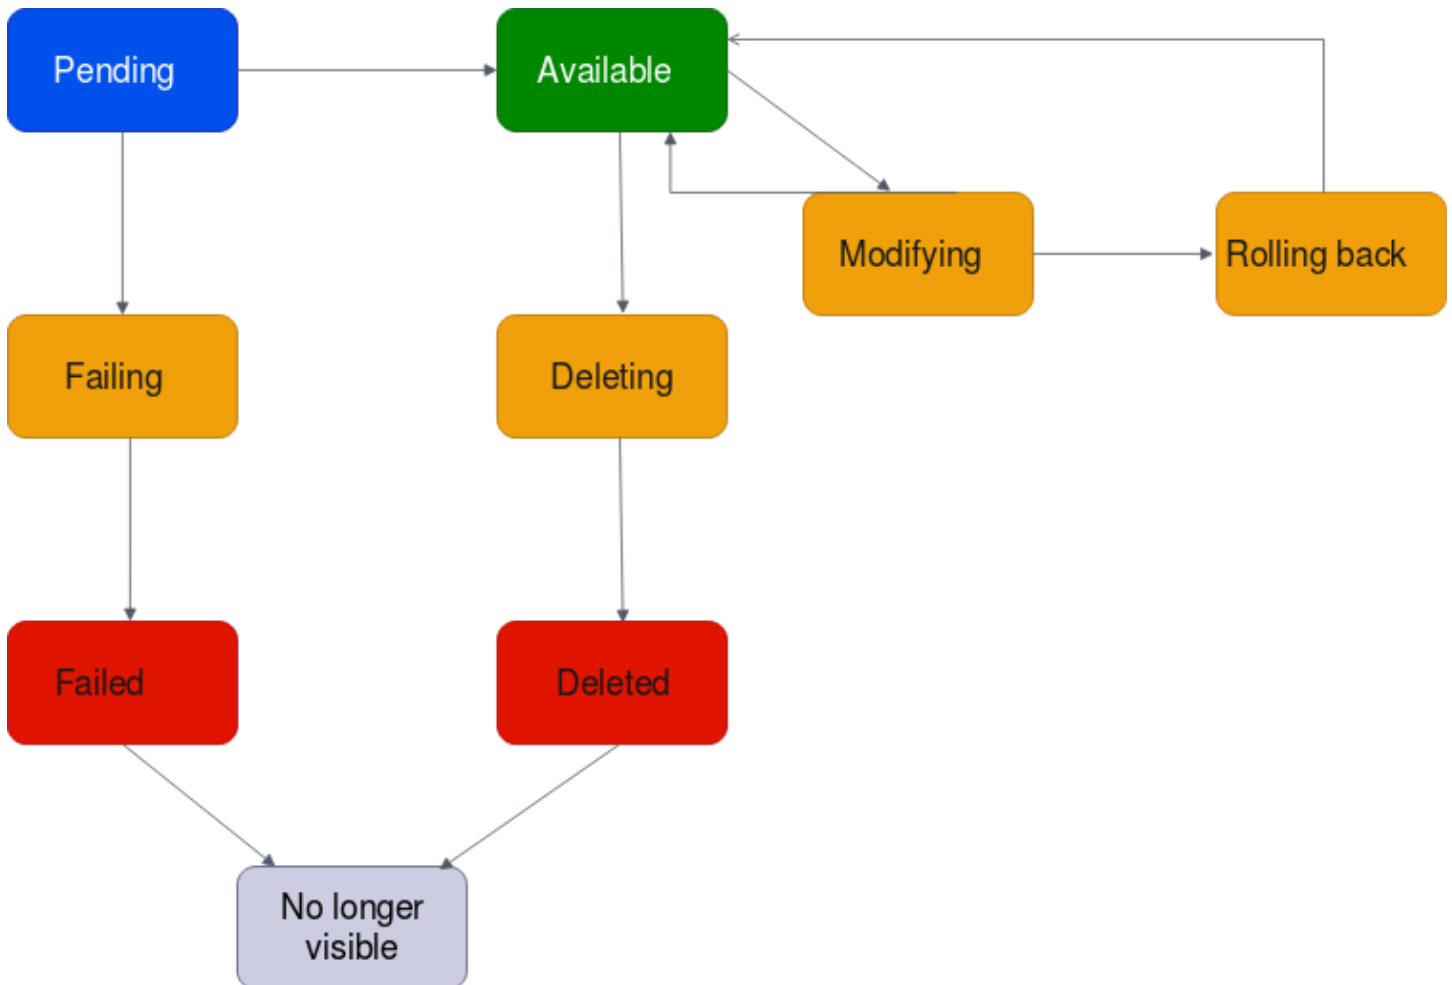 Pending
Available
Modifying
Rolling back
Failing
Deleting
Failed
Deleted
No longer
visible